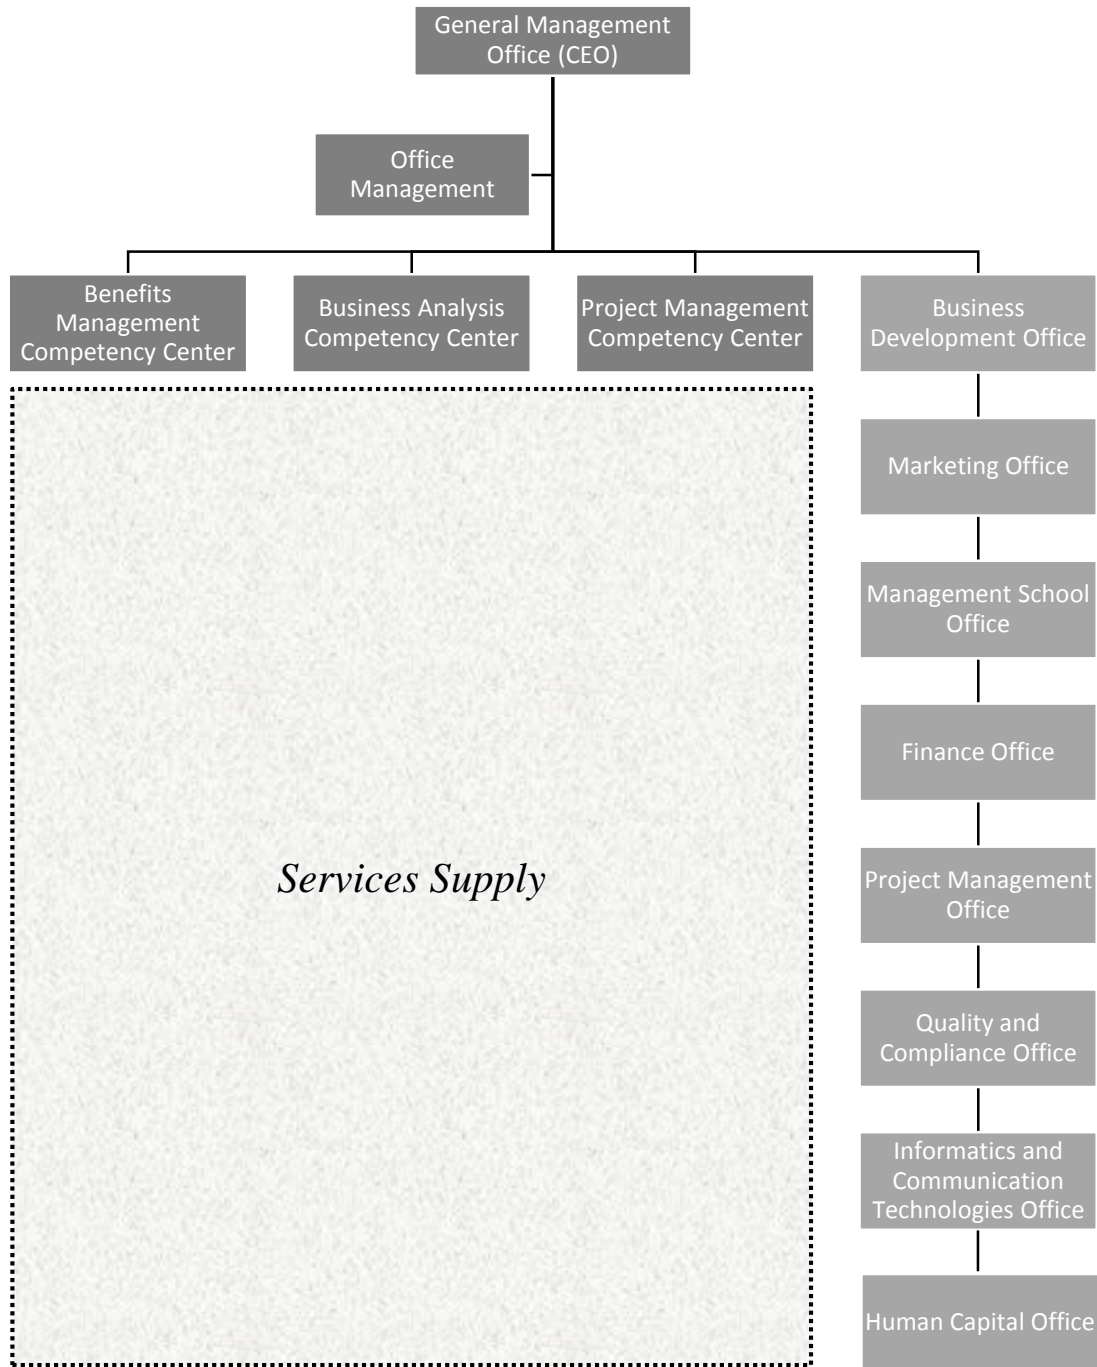 General Management
Office (CEO)
Office
Management
Benefits
Management
Competency Center
Business Analysis
Competency Center
Project Management
Competency Center
Business
Development Office
Marketing Office
Management School
Office
Finance Office
Services Supply
Project Management
Office
Quality and
Compliance Office
Informatics and
Communication
Technologies Office
Human Capital Office